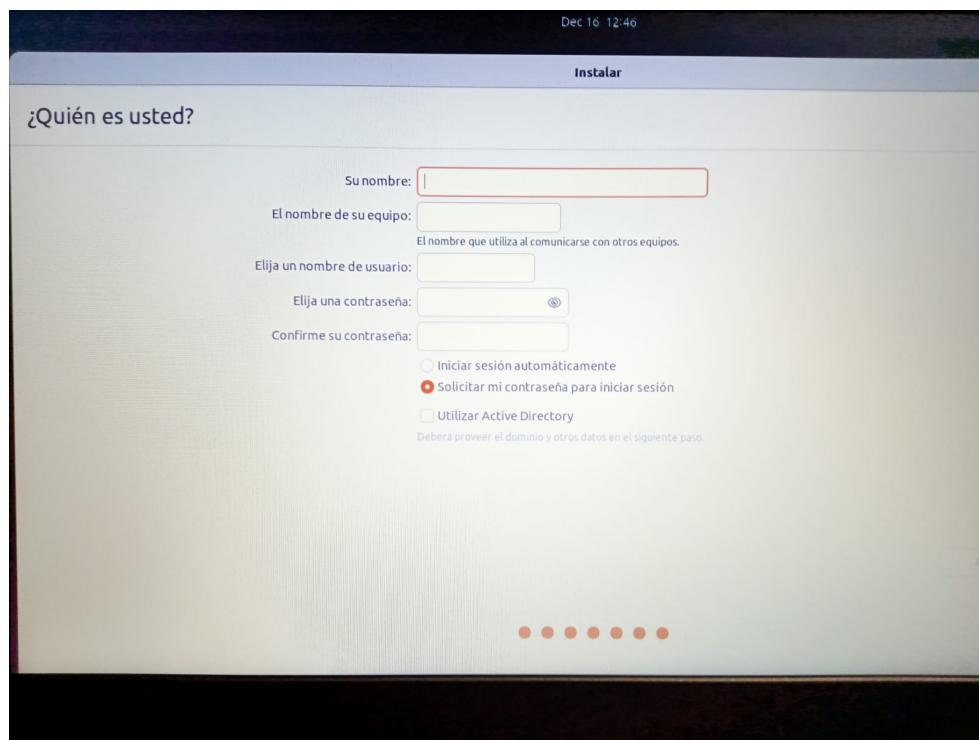 Dec 16 12:46
Instalar
¿Quién es usted?
Su nombre:
El nombre de su equipo:
El nombre que utiliza al comunicarse con otros equipos.
Elija un nombre de usuario:
Elija una contraseña:
Confirme su contraseña:
Iniciar sesión automáticamente
Solicitar mi contraseña para iniciar sesión
Utilizar Active Directory
Deberá proveer el dominio y otros datos en el siguiente paso.